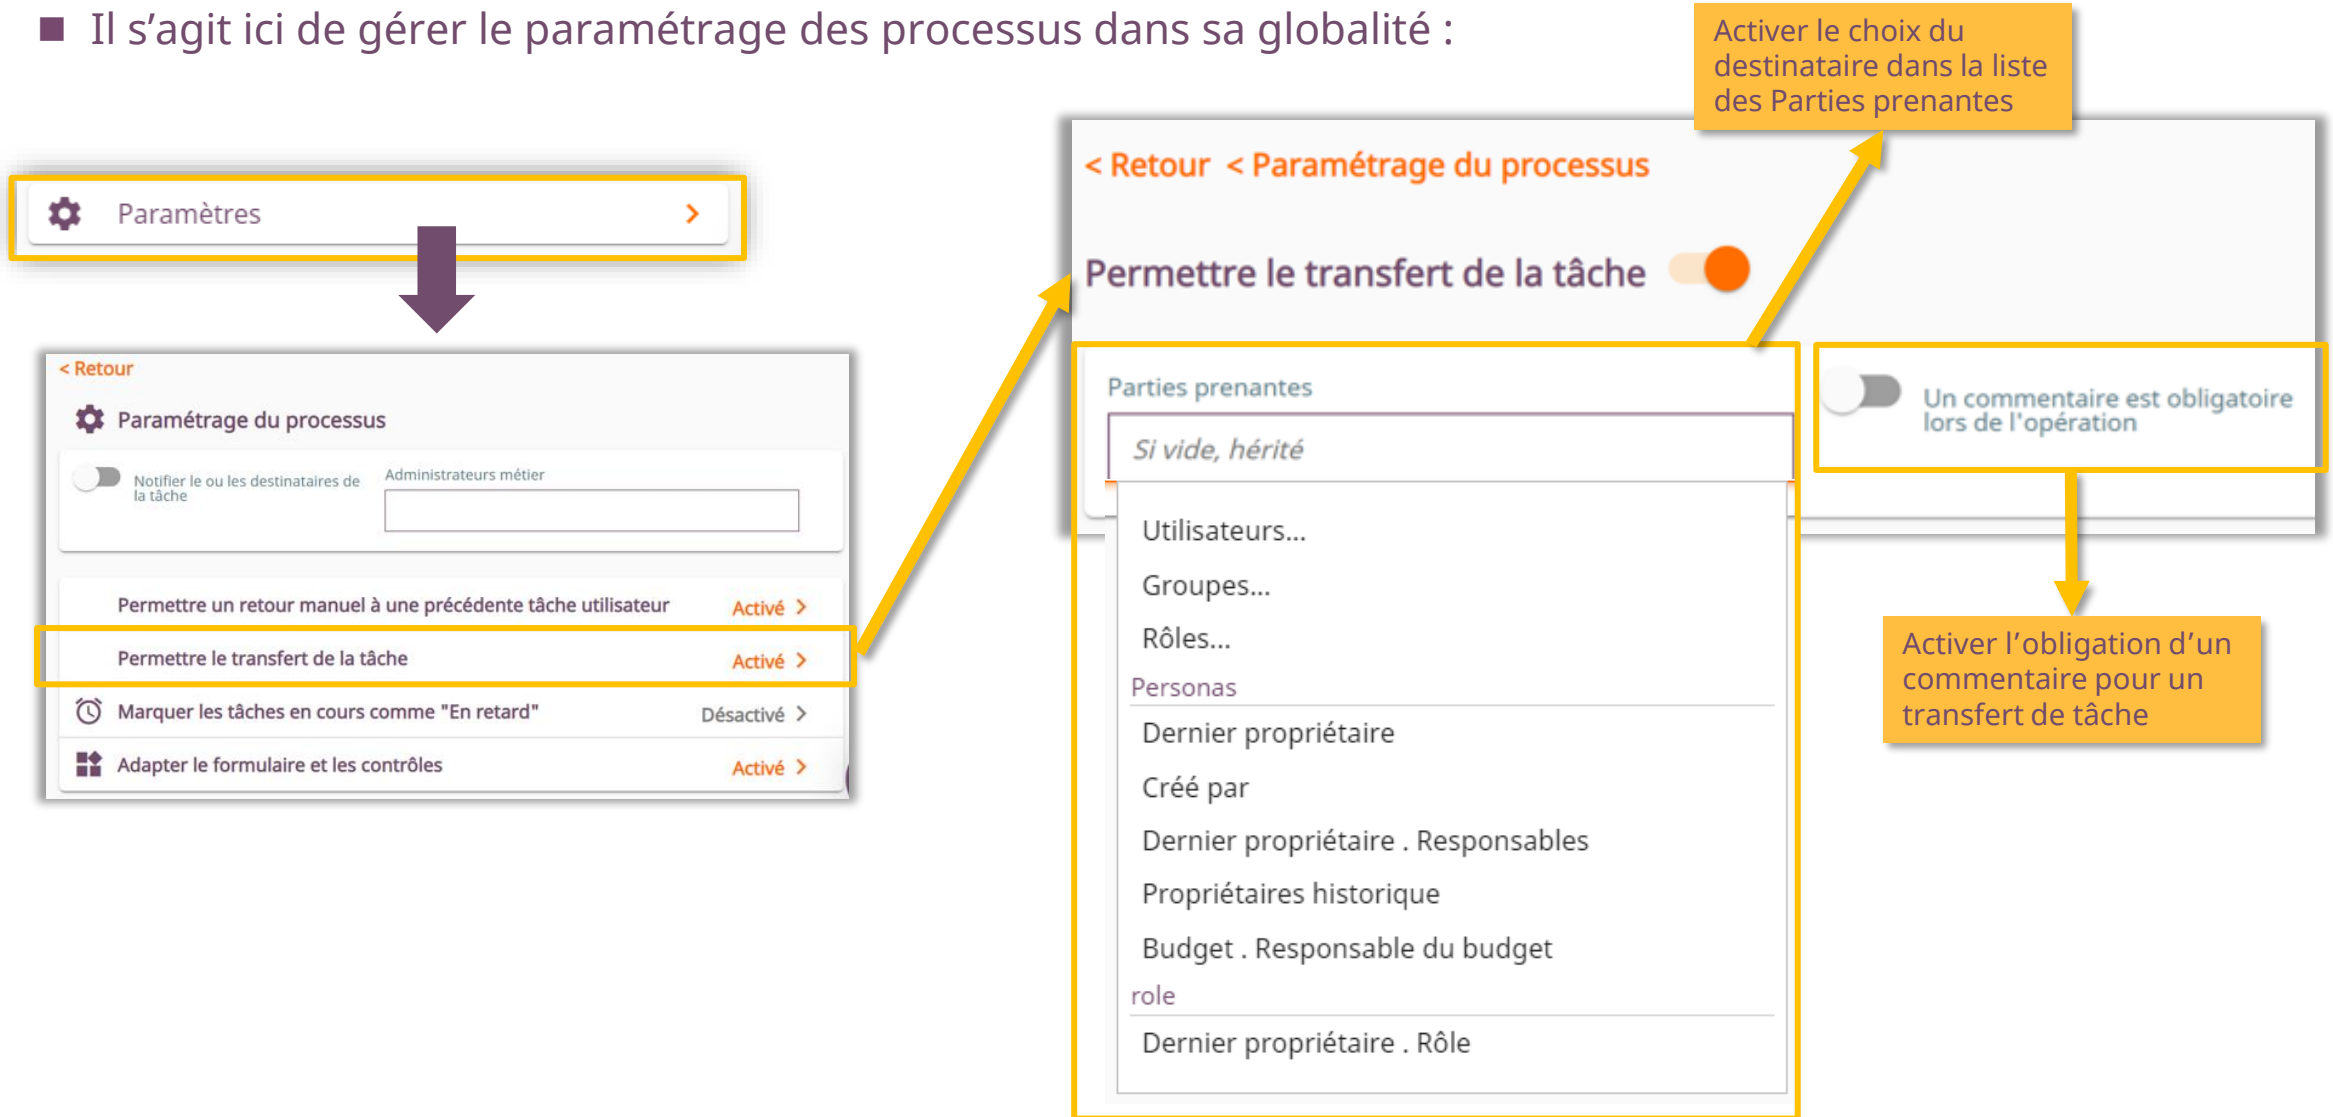 Il s’agit ici de gérer le paramétrage des processus dans sa globalité :
Paramètres
< Retour
Paramétrage du processus
Notifier le ou les destinataires de
la tâche
Administrateurs métier
Permettre un retour manuel à une précédente tâche utilisateur Activé
Permettre le transfert de la tâche Activé
Marquer les tâches en cours comme "En retard" Désactivé
Adapter le formulaire et les contrôles Activé
Activer le choix du
destinataire dans la liste
des Parties prenantes
< Retour < Paramétrage du processus
Permettre le transfert de la tâche
Parties prenantes
Si vide, hérité
Utilisateurs...
Groupes...
Rôles...
Personas
Dernier propriétaire
Créé par
Dernier propriétaire . Responsables
Propriétaires historique
Budget . Responsable du budget
role
Dernier propriétaire . Rôle
Un commentaire est obligatoire
lors de l'opération
Activer l’obligation d’un
commentaire pour un
transfert de tâche